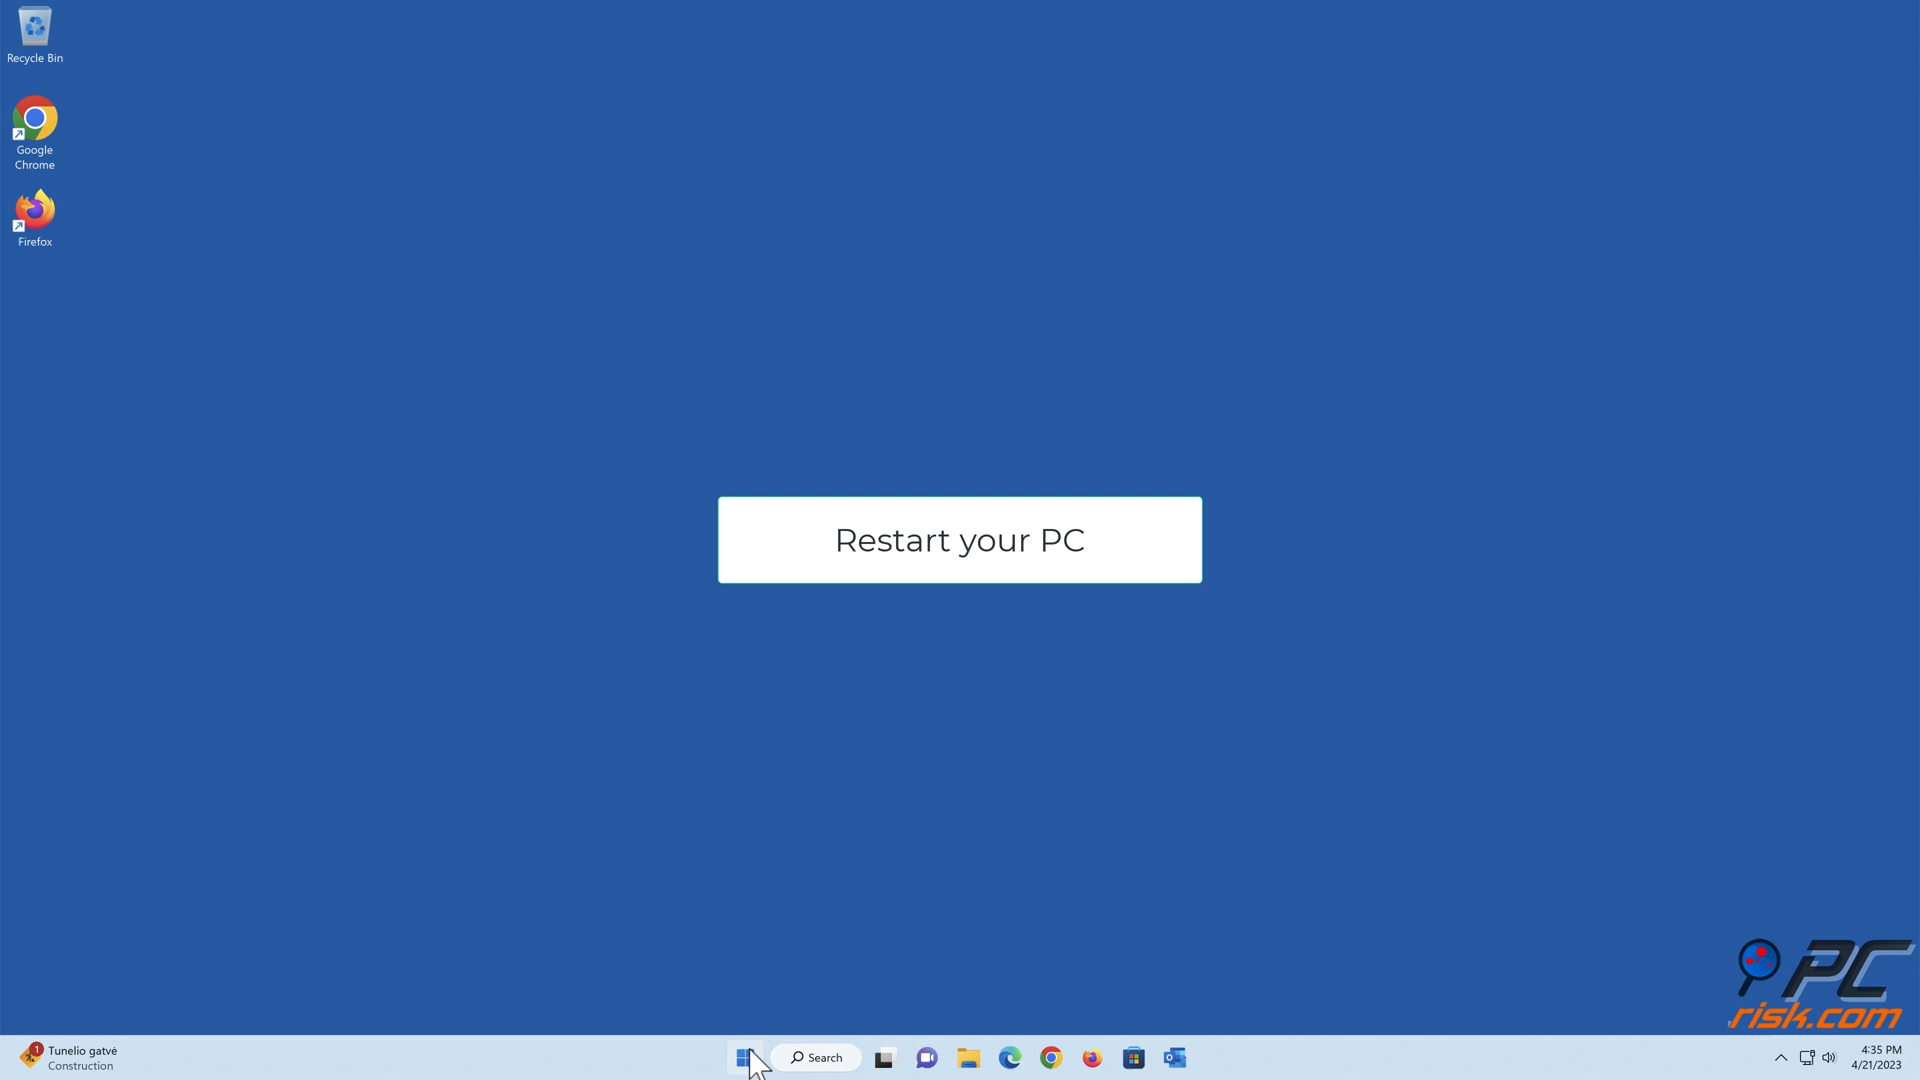 Recycle Bin
Google
Chrome
Firefox
Restart your PC
PC
risk.com
1
Tunelio gatvė
Construction
Search
4:35 PM
4/21/2023